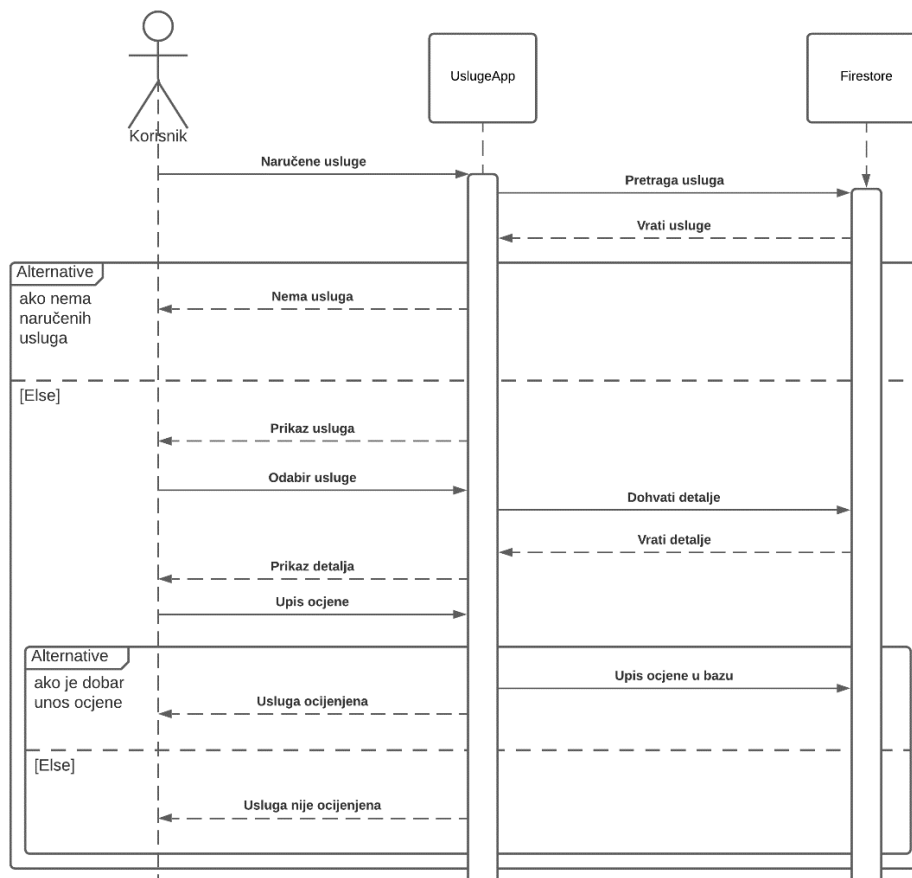 UslugeApp
Firestore
Korisnik
Naručene usluge
Pretraga usluga
Vrati usluge
Alternative
ako nema
naručenih
usluga
Nema usluga
[Else]
Prikaz usluga
Odabir usluge
Dohvati detalje
Vrati detalje
Prikaz detalja
Upis ocjene
Alternative
ako je dobar
unos ocjene
Upis ocjene u bazu
Usluga ocijenjena
[Else]
Usluga nije ocijenjena